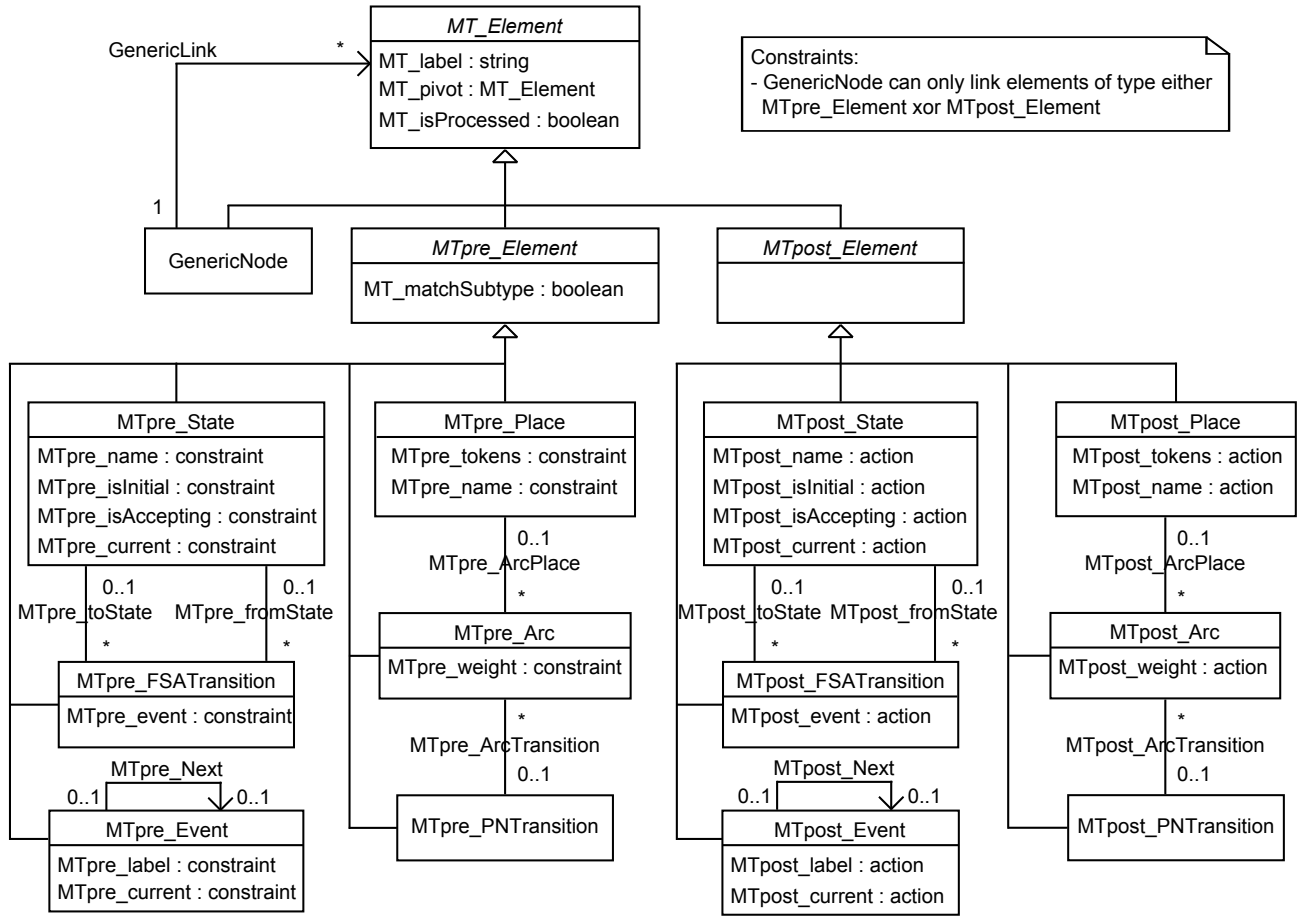 MT_Element
GenericLink
*
MT_label : string
MT_pivot : MT_Element
MT_isProcessed : boolean
Constraints:
- GenericNode can only link elements of type either
MTpre_Element xor MTpost_Element
1
GenericNode
MTpre_Element
MT_matchSubtype : boolean
MTpost_Element
MTpre_State
MTpre_name : constraint
MTpre_isInitial : constraint
MTpre_isAccepting : constraint
MTpre_current : constraint
0..1
0..1
MTpre_toState
MTpre_fromState
*
*
MTpre_FSATransition
MTpre_event : constraint
MTpre_Next
0..1
0..1
MTpre_Event
MTpre_label : constraint
MTpre_current : constraint
MTpre_Place
MTpre_tokens : constraint
MTpre_name : constraint
0..1
MTpre_ArcPlace
*
MTpre_Arc
MTpre_weight : constraint
*
MTpre_ArcTransition
0..1
MTpre_PNTransition
MTpost_State
MTpost_name : action
MTpost_isInitial : action
MTpost_isAccepting : action
MTpost_current : action
0..1
0..1
MTpost_toState
MTpost_fromState
*
*
MTpost_FSATransition
MTpost_event : action
MTpost_Next
0..1
0..1
MTpost_Event
MTpost_label : action
MTpost_current : action
MTpost_Place
MTpost_tokens : action
MTpost_name : action
0..1
MTpost_ArcPlace
*
MTpost_Arc
MTpost_weight : action
*
MTpost_ArcTransition
0..1
MTpost_PNTransition